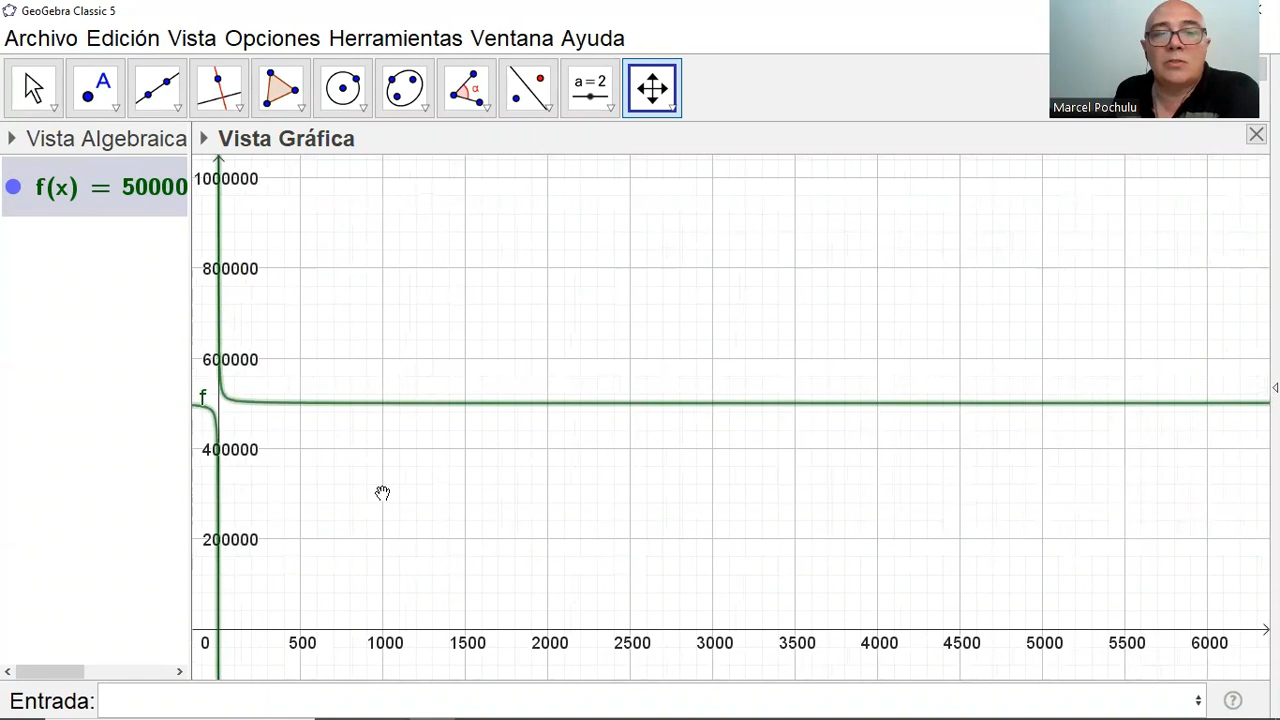 GeoGebra Classic 5
Archivo Edición Vista Opciones Herramientas Ventana Ayuda
A
α
a=2
Marcel Pochulu
Vista Algebraica
Vista Gráfica
f(x) = 50000
1000000
800000
600000
f
400000
200000
0 500 1000 1500 2000 2500 3000 3500 4000 4500 5000 5500 6000
Entrada:
?